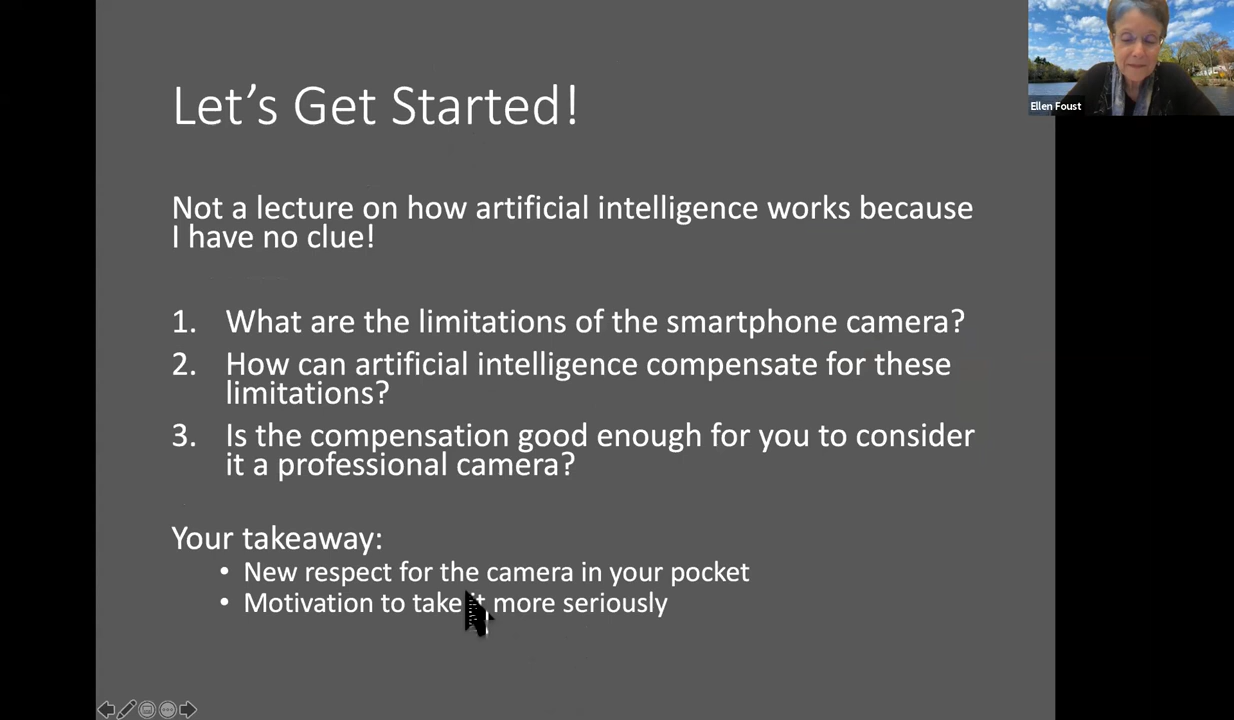 Let's Get Started!
Ellen Foust
Not a lecture on how artificial intelligence works because
I have no clue!
1. What are the limitations of the smartphone camera?
2. How can artificial intelligence compensate for these
limitations?
3. Is the compensation good enough for you to consider
it a professional camera?
Your takeaway:
• New respect for the camera in your pocket
• Motivation to take it more seriously